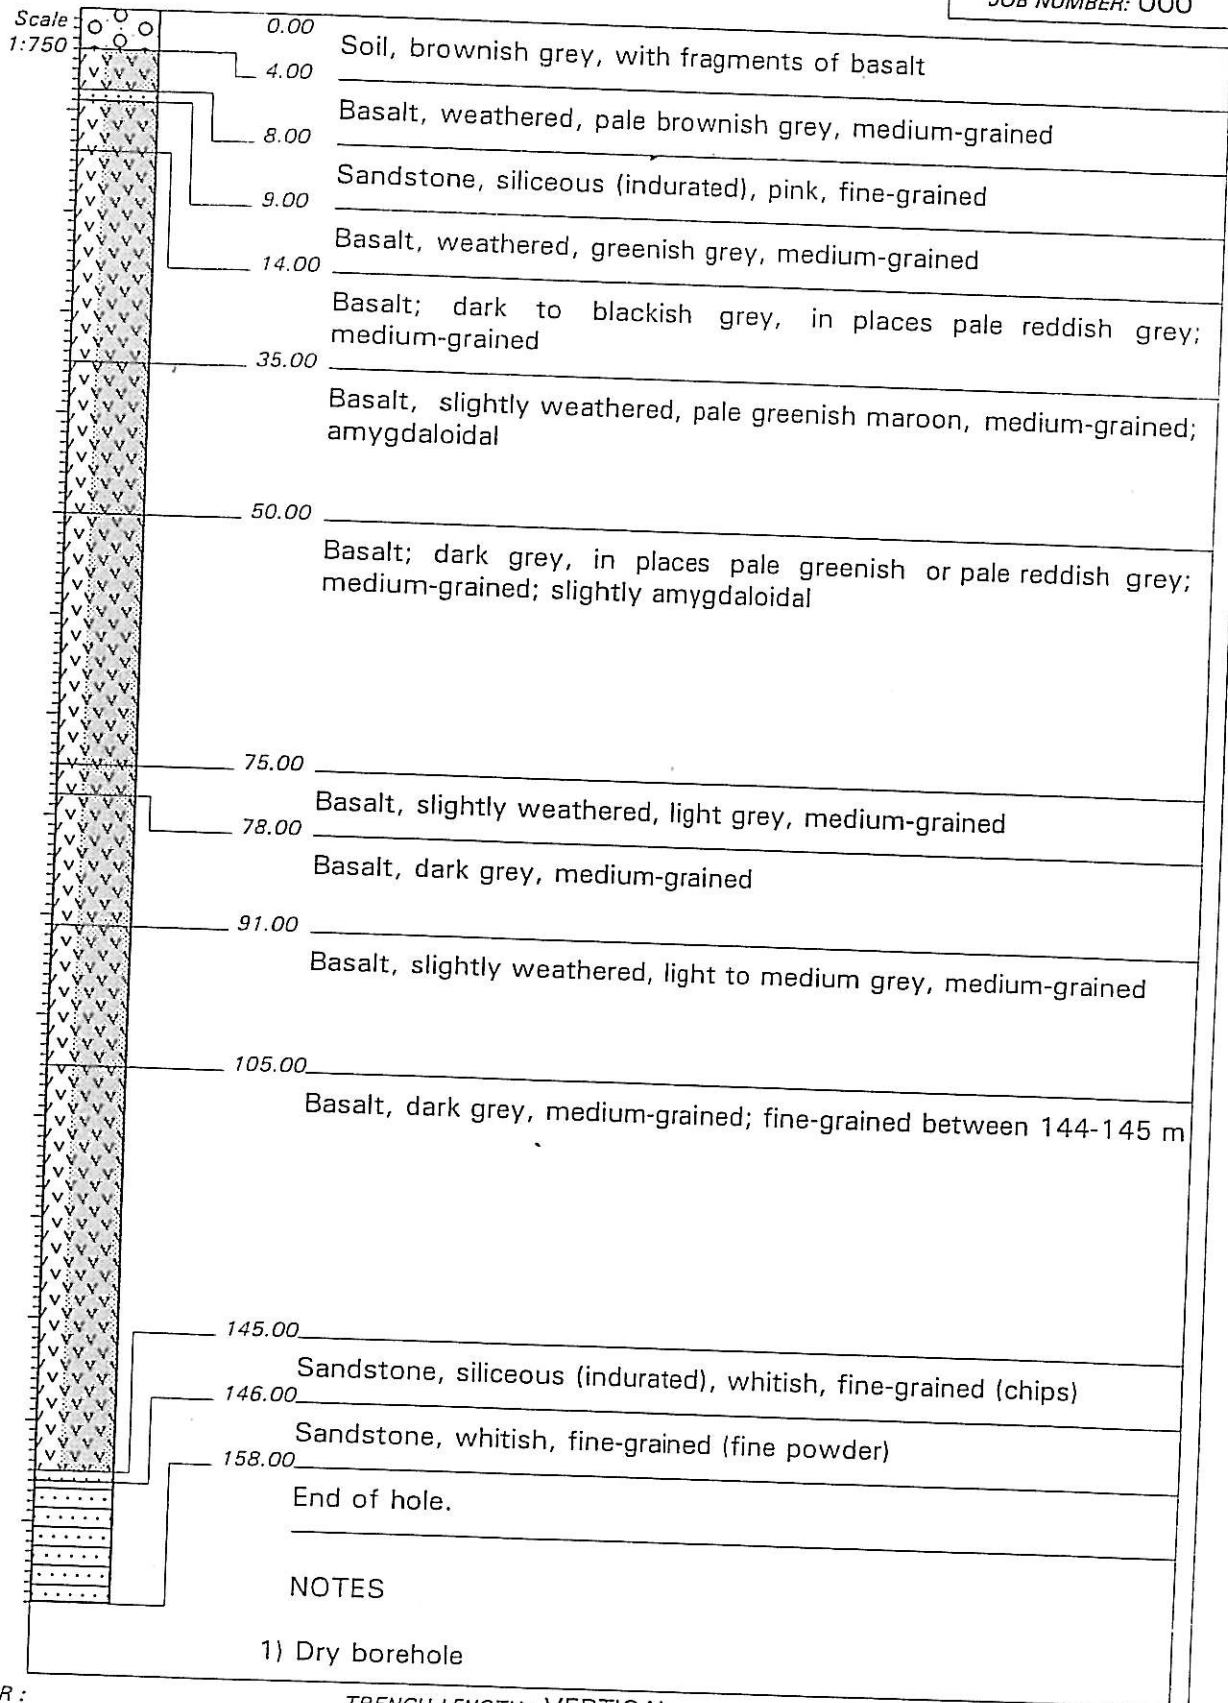 JOB NUMBER: 000
Scale
1:750
0.00
Soil, brownish grey, with fragments of basalt
4.00
Basalt, weathered, pale brownish grey, medium-grained
8.00
Sandstone, siliceous (indurated), pink, fine-grained
9.00
Basalt, weathered, greenish grey, medium-grained
14.00
Basalt; dark to blackish grey, in places pale reddish grey;
medium-grained
35.00
Basalt, slightly weathered, pale greenish maroon, medium-grained;
amygdaloidal
50.00
Basalt; dark grey, in places pale greenish or pale reddish grey;
medium-grained; slightly amygdaloidal
75.00
Basalt, slightly weathered, light grey, medium-grained
78.00
Basalt, dark grey, medium-grained
91.00
Basalt, slightly weathered, light to medium grey, medium-grained
105.00
Basalt, dark grey, medium-grained; fine-grained between 144-145 m
145.00
Sandstone, siliceous (indurated), whitish, fine-grained (chips)
146.00
Sandstone, whitish, fine-grained (fine powder)
158.00
End of hole.
NOTES
1) Dry borehole
R :
TRENCH LENGTH : VERTICAL